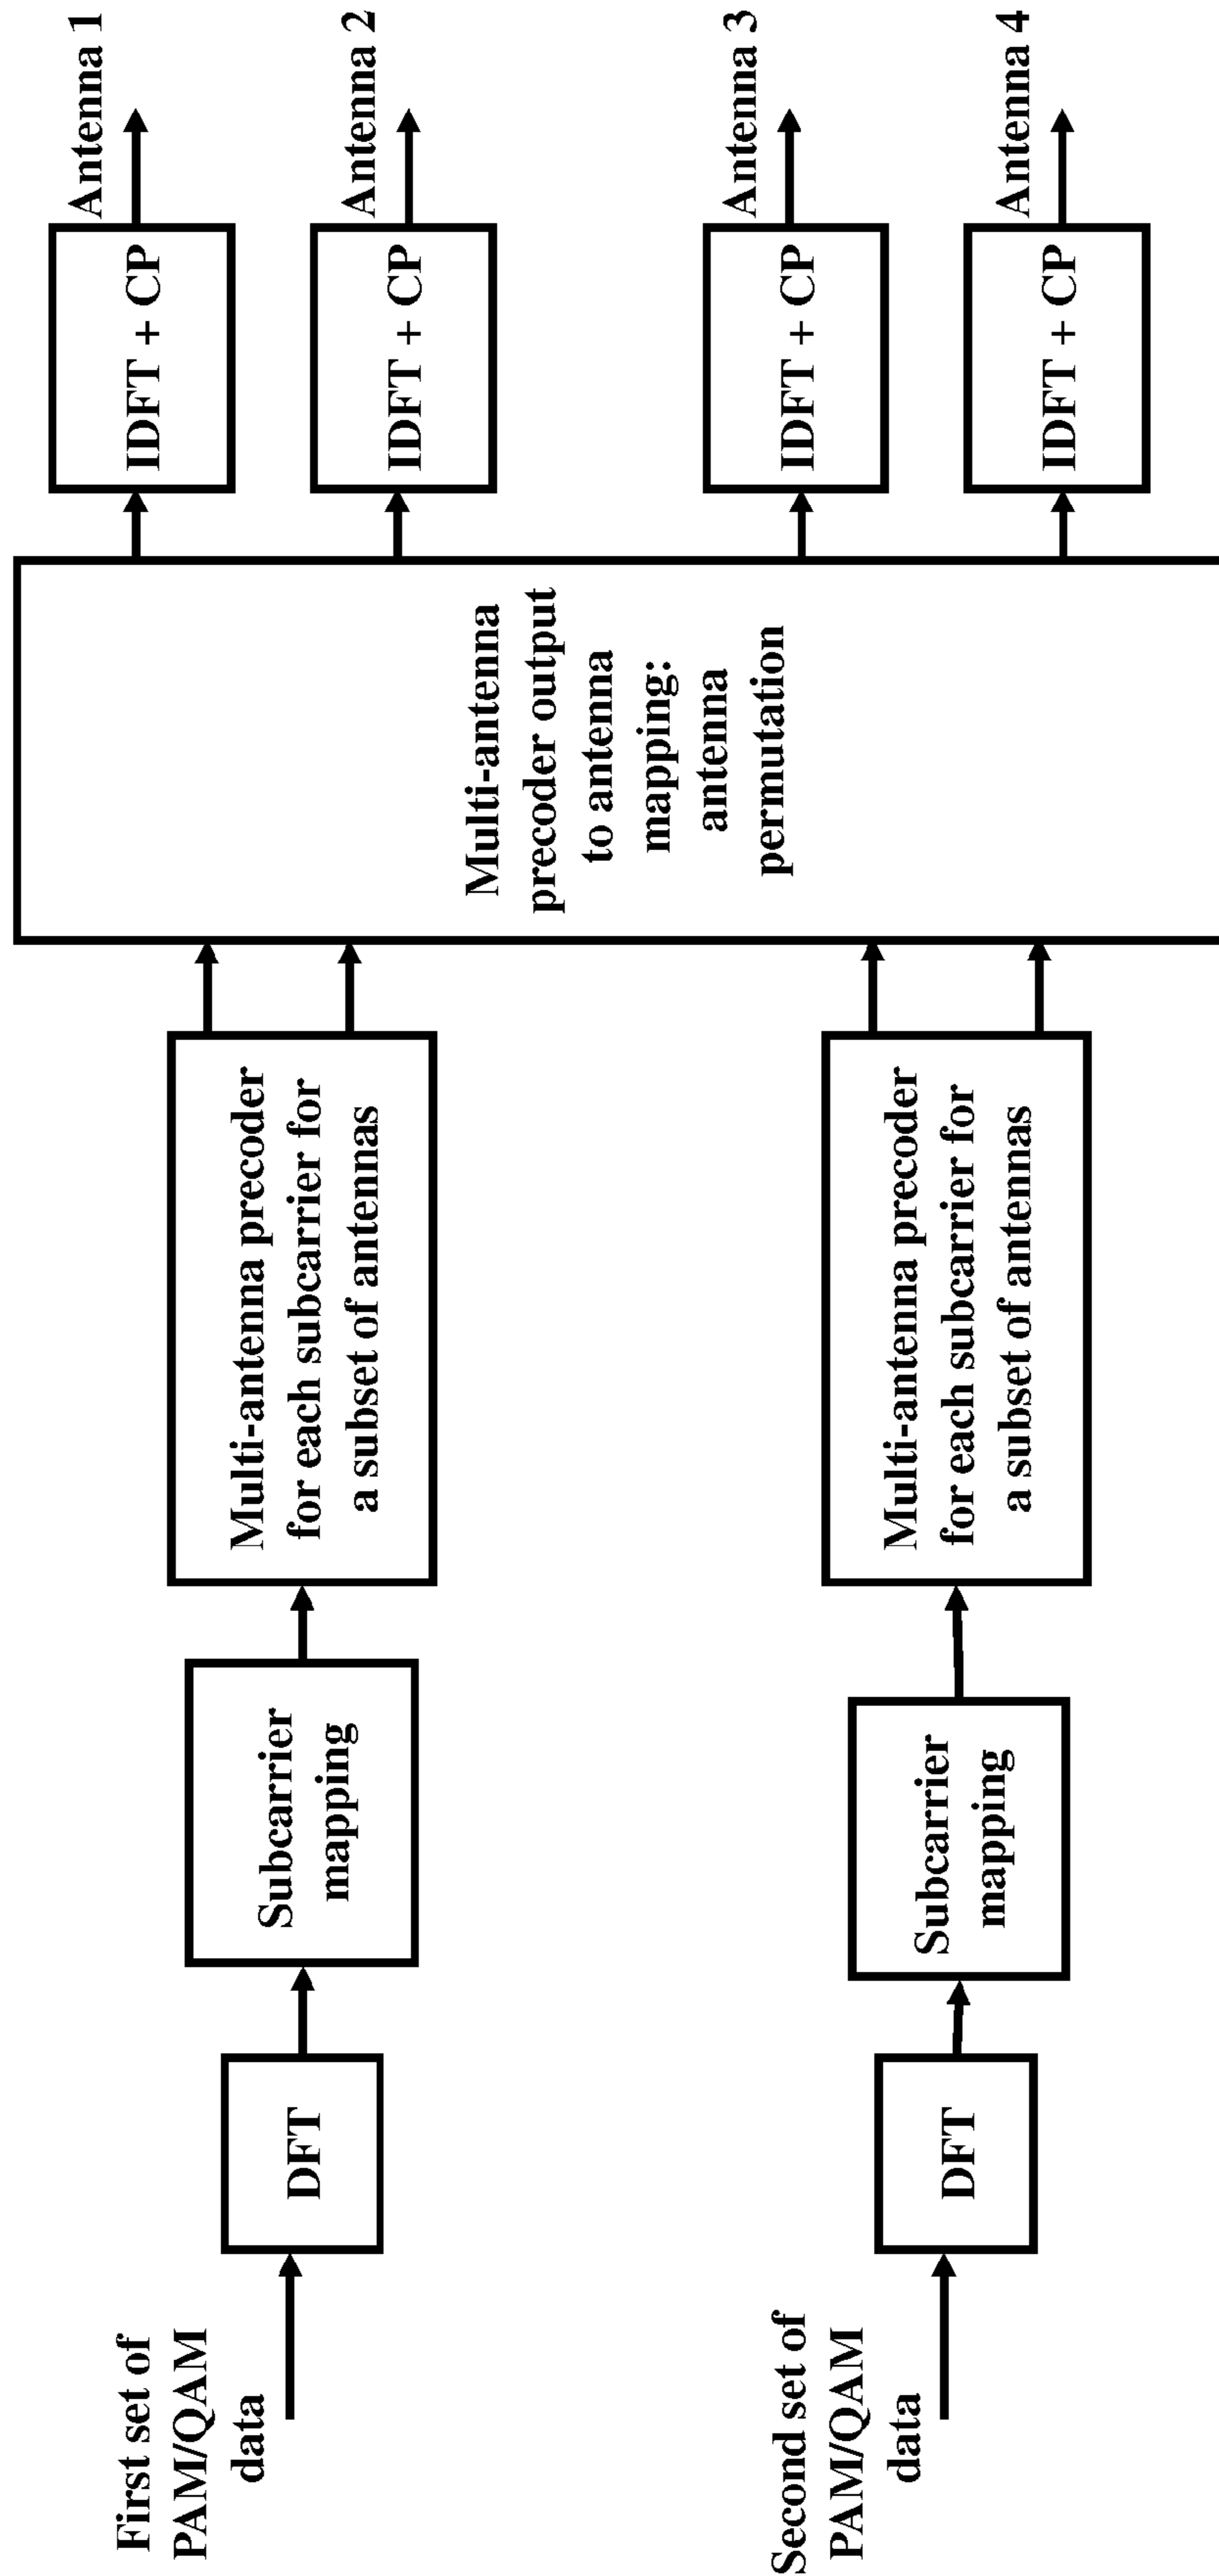 First set of
PAM/QAM
data
DFT
Subcarrier
mapping
Multi-antenna precoder
for each subcarrier for
a subset of antennas
Second set of
PAM/QAM
data
DFT
Subcarrier
mapping
Multi-antenna precoder
for each subcarrier for
a subset of antennas
Multi-antenna
precoder output
to antenna
mapping:
antenna
permutation
IDFT + CP
Antenna 1
IDFT + CP
Antenna 2
IDFT + CP
Antenna 3
IDFT + CP
Antenna 4